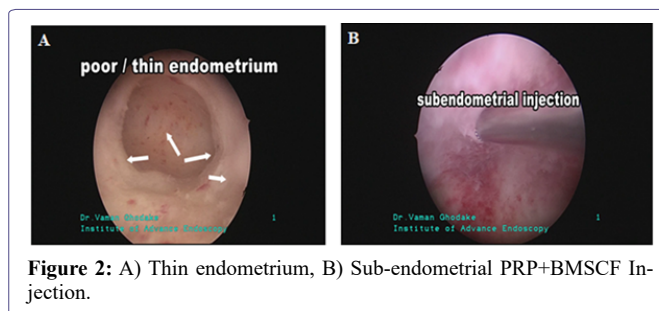 A
poor / thin endometrium
Dr.Vaman Ghodake 1
Institute of Advance Endoscopy
B
subendometrial injection
Dr.Vaman Ghodake 1
Institute of Advance Endoscopy
Figure 2: A) Thin endometrium, B) Sub-endometrial PRP+BMSCF In-
jection.